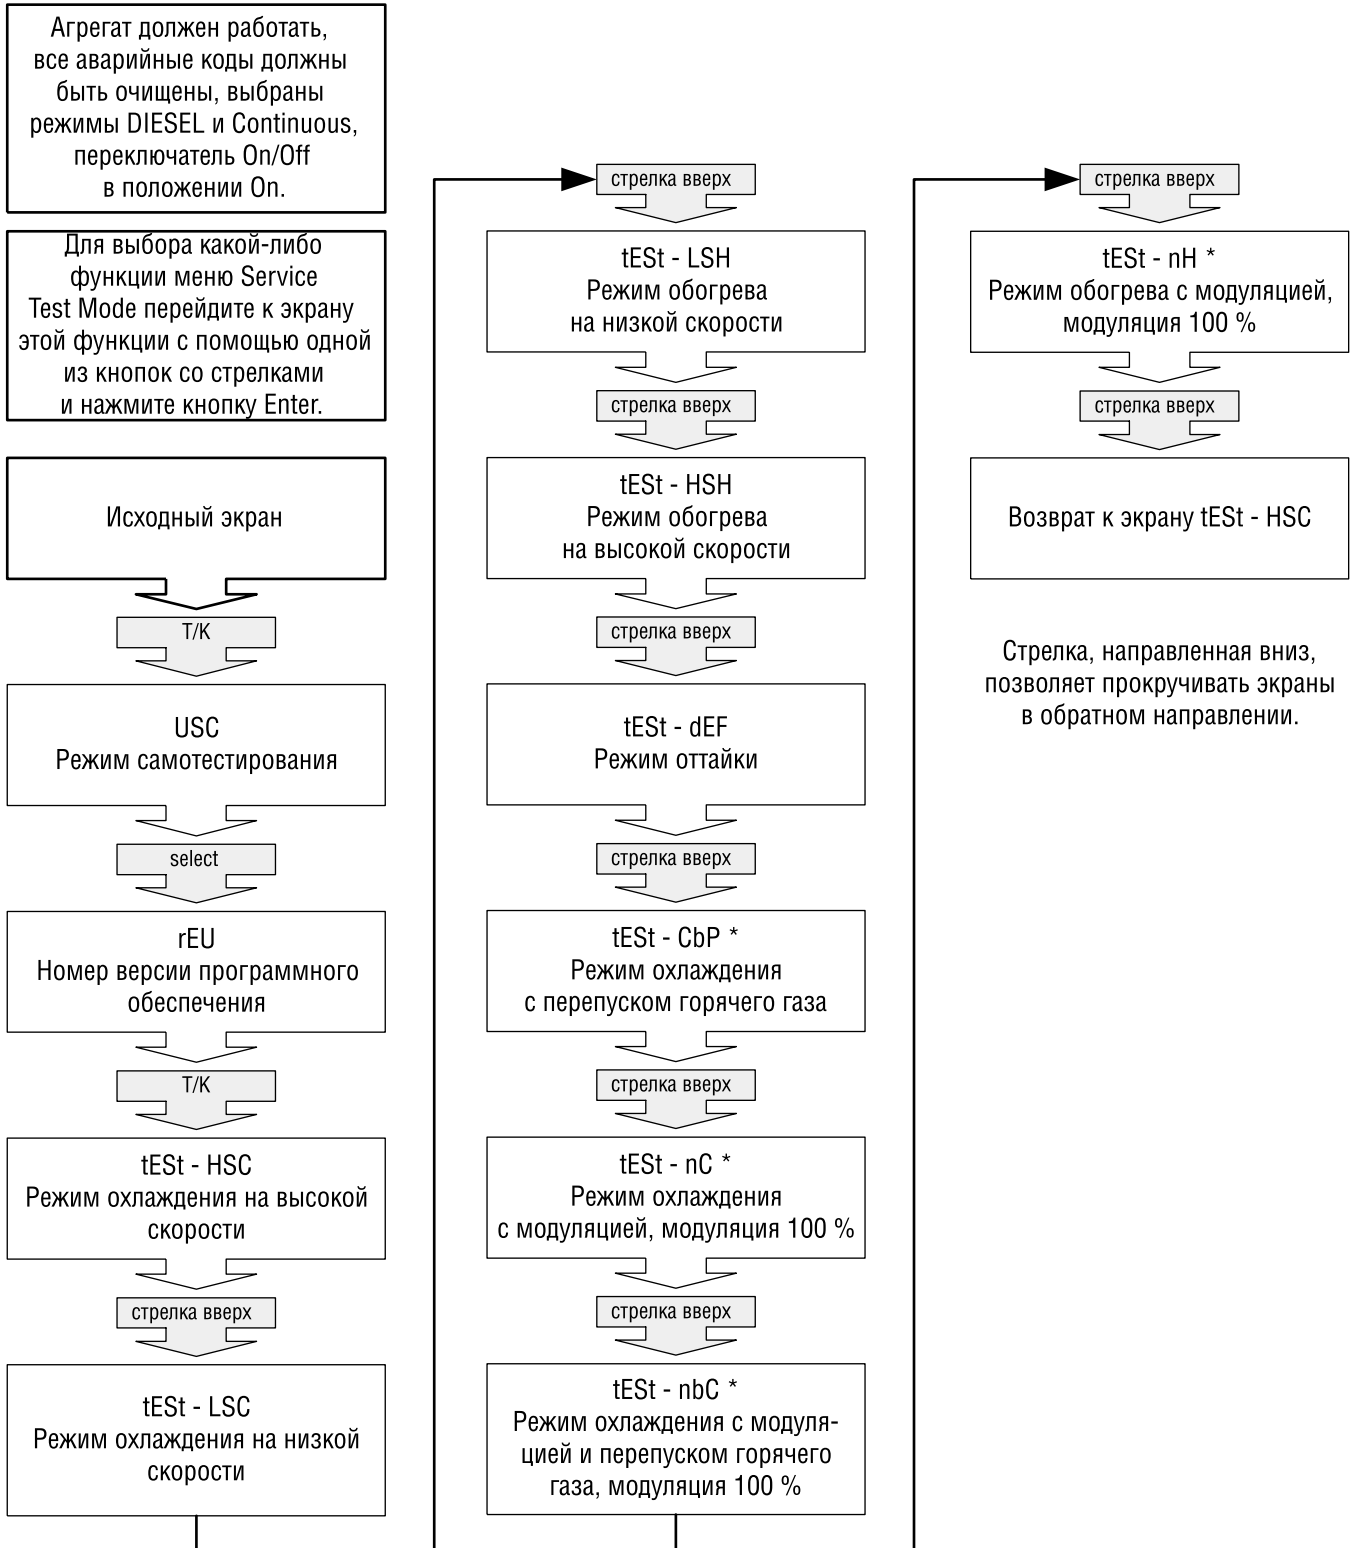 Агрегат должен работать,
все аварийные коды должны
быть очищены, выбраны
режимы DIESEL и Continuous,
переключатель On/Off
в положении On.
Для выбора какой-либо
функции меню Service
Test Mode перейдите к экрану
этой функции с помощью одной
из кнопок со стрелками
и нажмите кнопку Enter.
Исходный экран
T/K
USC
Режим самотестирования
select
rEU
Номер версии программного
обеспечения
T/K
tESt - HSC
Режим охлаждения на высокой
скорости
стрелка вверх
tESt - LSC
Режим охлаждения на низкой
скорости
стрелка вверх
tESt - LSH
Режим обогрева
на низкой скорости
стрелка вверх
tESt - HSH
Режим обогрева
на высокой скорости
стрелка вверх
tESt - dEF
Режим оттайки
стрелка вверх
tESt - CbP *
Режим охлаждения
с перепуском горячего газа
стрелка вверх
tESt - nC *
Режим охлаждения
с модуляцией, модуляция 100 %
стрелка вверх
tESt - nbC *
Режим охлаждения с модуля-
цией и перепуском горячего
газа, модуляция 100 %
стрелка вверх
tESt - nH *
Режим обогрева с модуляцией,
модуляция 100 %
стрелка вверх
Возврат к экрану tESt - HSC
Стрелка, направленная вниз,
позволяет прокручивать экраны
в обратном направлении.